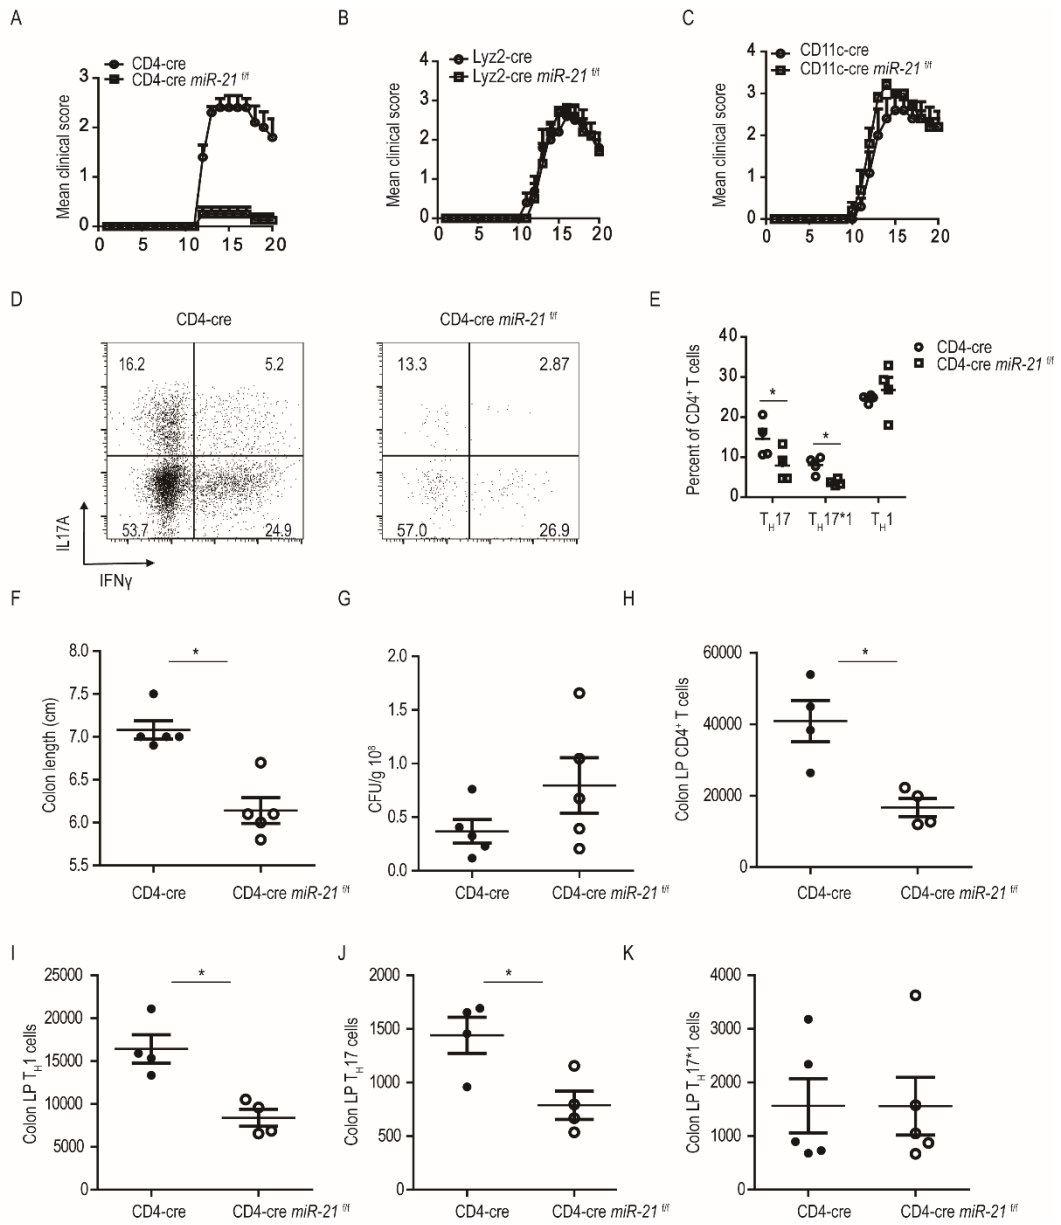 A
CD4-cre
CD4-cre miR-21 f/f
Mean clinical score
3
2
1
0
0 5 10 15 20
B
Lyz2-cre
Lyz2-cre miR-21 f/f
Mean clinical score
4
3
2
1
0
0 5 10 15 20
C
CD11c-cre
CD11c-cre miR-21 f/f
Mean clinical score
4
3
2
1
0
0 5 10 15 20
D
CD4-cre
16.2 5.2
53.7 24.9
IL17A
IFNγ
CD4-cre miR-21 f/f
13.3 2.87
57.0 26.9
E
CD4-cre
CD4-cre miR-21 f/f
Percent of CD4+ T cells
40
30
20
10
0
*
*
TH17 TH17*1 TH1
F
Colon length (cm)
8.0
7.5
7.0
6.5
6.0
5.5
*
CD4-cre CD4-cre miR-21 f/f
G
CFU/g 10⁸
2.0
1.5
1.0
0.5
0.0
CD4-cre CD4-cre miR-21 f/f
H
Colon LP CD4+ T cells
60000
40000
20000
0
*
CD4-cre CD4-cre miR-21 f/f
I
Colon LP TH1 cells
25000
20000
15000
10000
5000
0
*
CD4-cre CD4-cre miR-21 f/f
J
Colon LP TH17 cells
2000
1500
1000
500
0
*
CD4-cre CD4-cre miR-21 f/f
K
Colon LP TH17*1 cells
4000
3000
2000
1000
0
CD4-cre CD4-cre miR-21 f/f